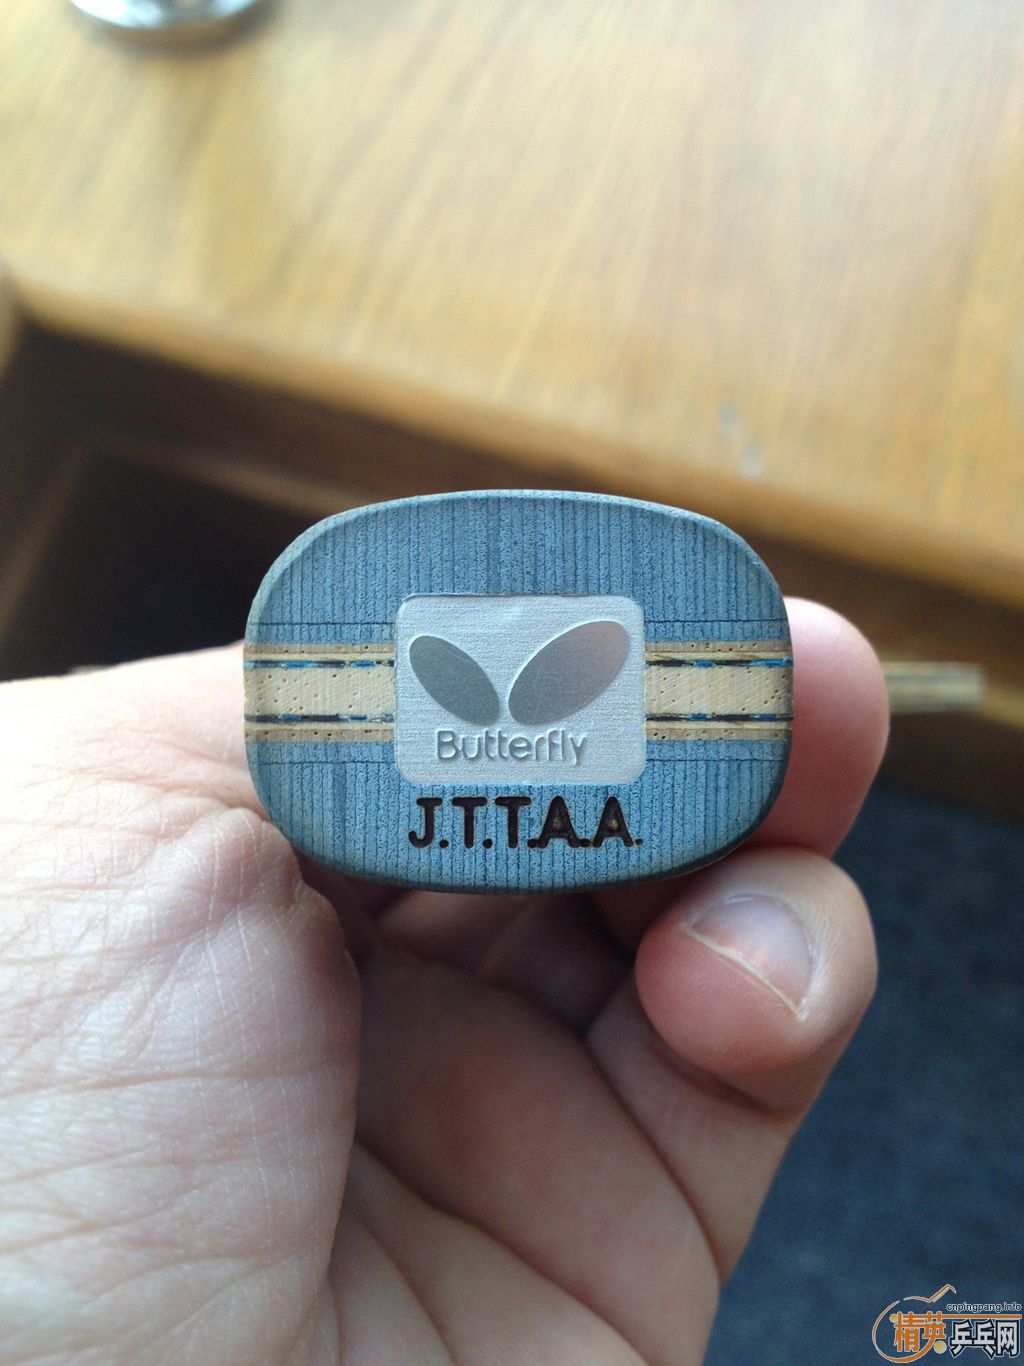 Butterfly
J.T.T.A.A.
cnpingpang.info
精英乒乓网